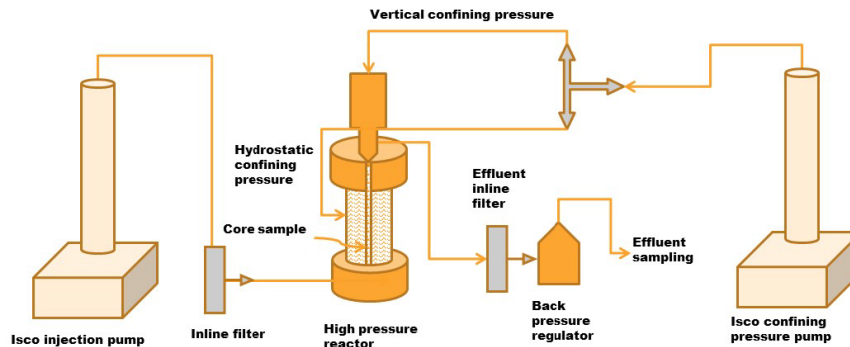 Vertical confining pressure
Hydrostatic
confining
pressure
Effluent
inline
filter
Core sample
Effluent
sampling
Isco injection pump
Inline filter
High pressure
reactor
Back
pressure
regulator
Isco confining
pressure pump